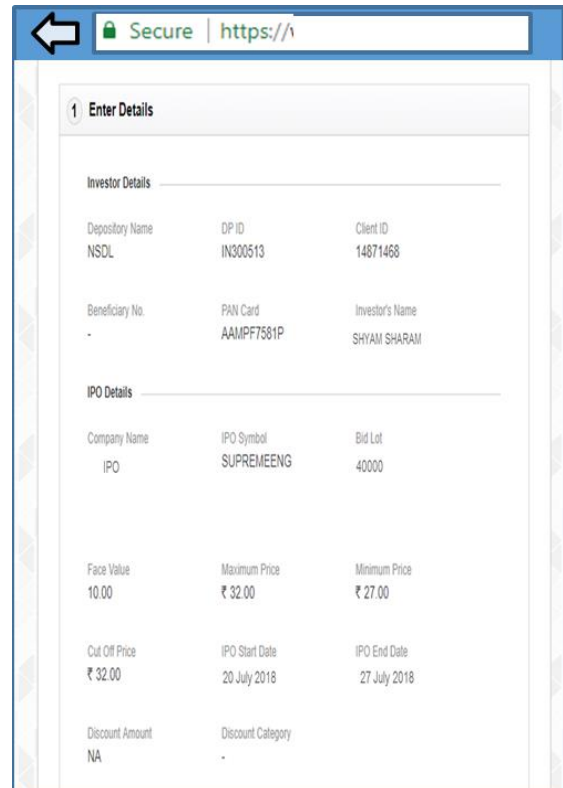 Secure | https://
1 Enter Details
Investor Details
Depository Name DP ID Client ID
NSDL IN300513 14871468
Beneficiary No. PAN Card Investor's Name
- AAMPF7581P SHYAM SHARAM
IPO Details
Company Name IPO Symbol Bid Lot
IPO SUPREMEENG 40000
Face Value Maximum Price Minimum Price
10.00 ₹ 32.00 ₹ 27.00
Cut Off Price IPO Start Date IPO End Date
₹ 32.00 20 July 2018 27 July 2018
Discount Amount Discount Category
NA -